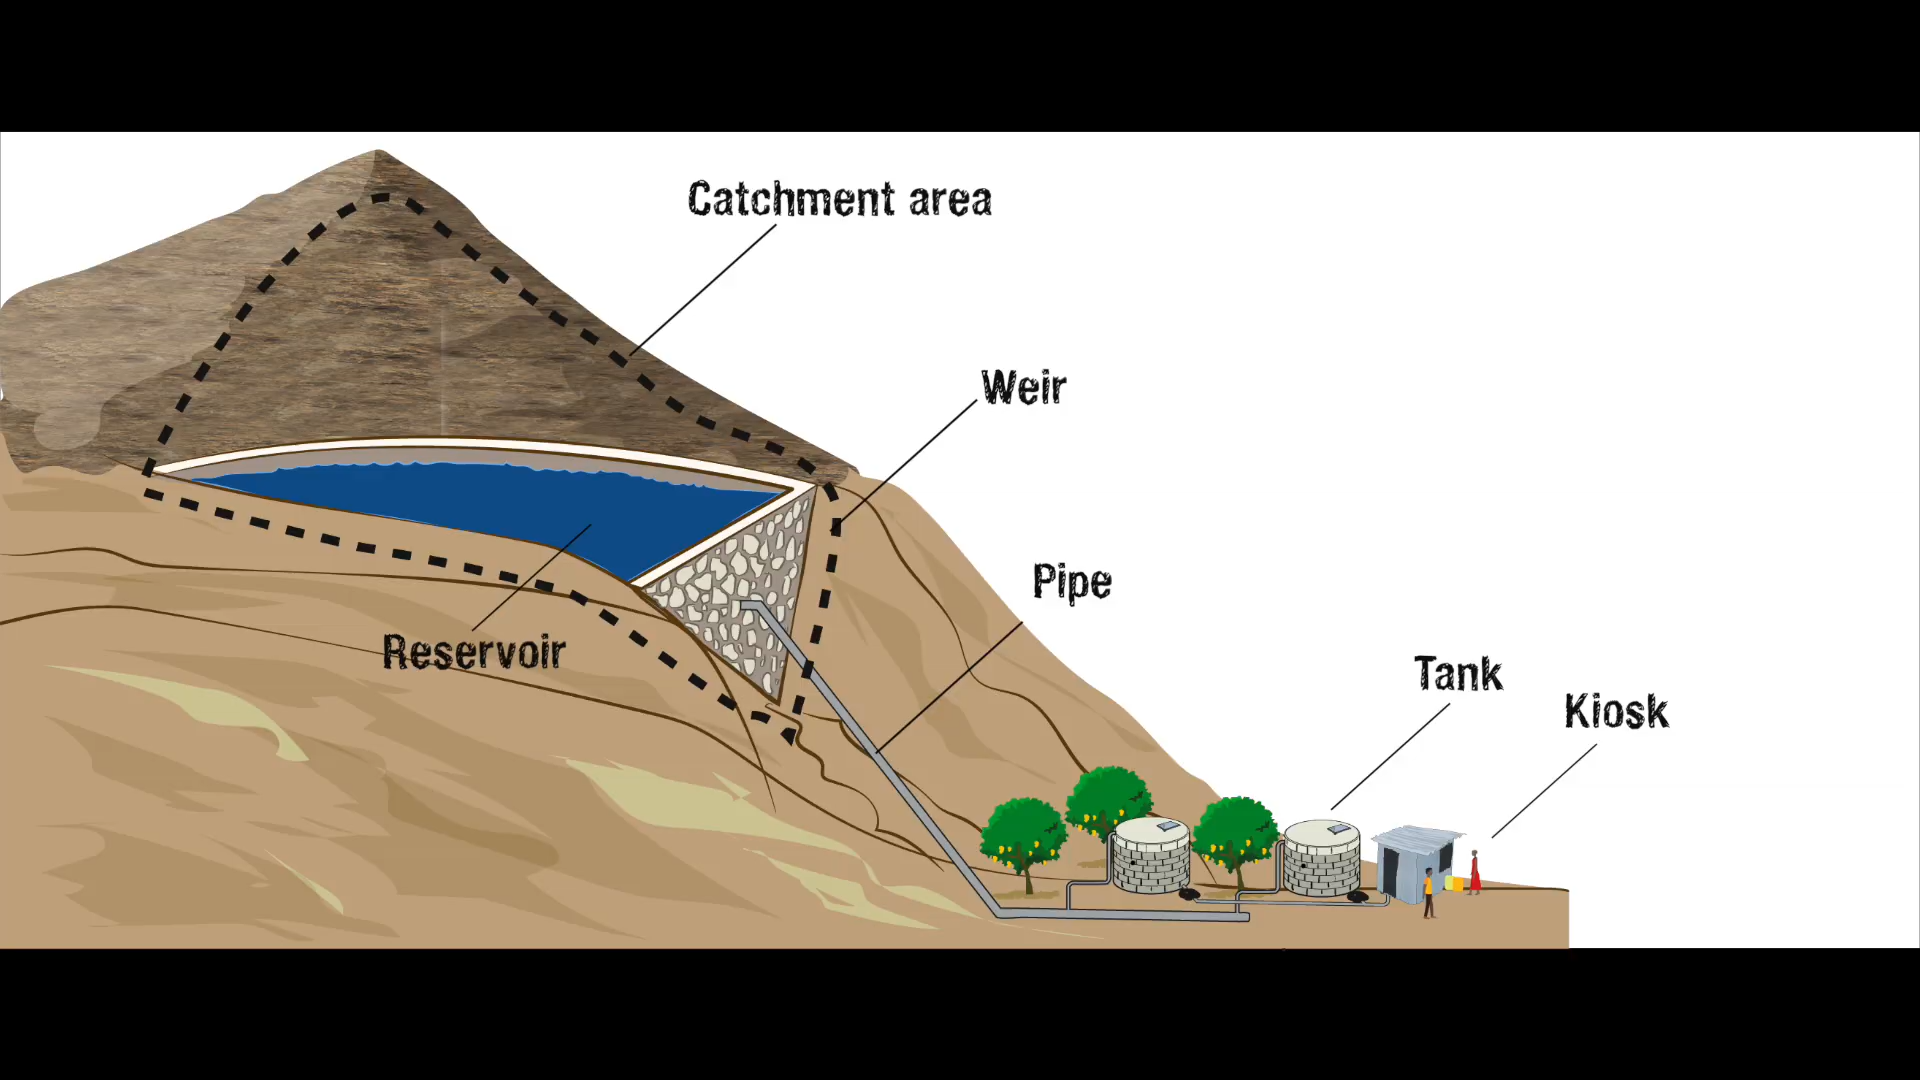 Catchment area
Weir
Pipe
Reservoir
Tank
Kiosk